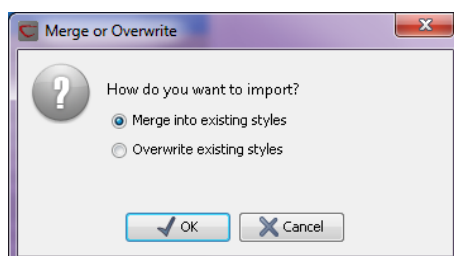 Merge or Overwrite
How do you want to import?
Merge into existing styles
Overwrite existing styles
OK
Cancel